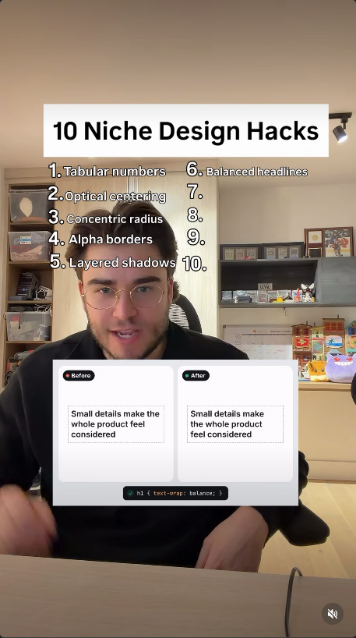 10 Niche Design Hacks
1. Tabular numbers
2. Optical centering
3. Concentric radius
4. Alpha borders
5. Layered shadows
6. Balanced headlines
7.
8.
9.
10.
Before
Small details make the
whole product feel
considered
After
Small details make
the whole product
feel considered
h1 { text-wrap: balance; }